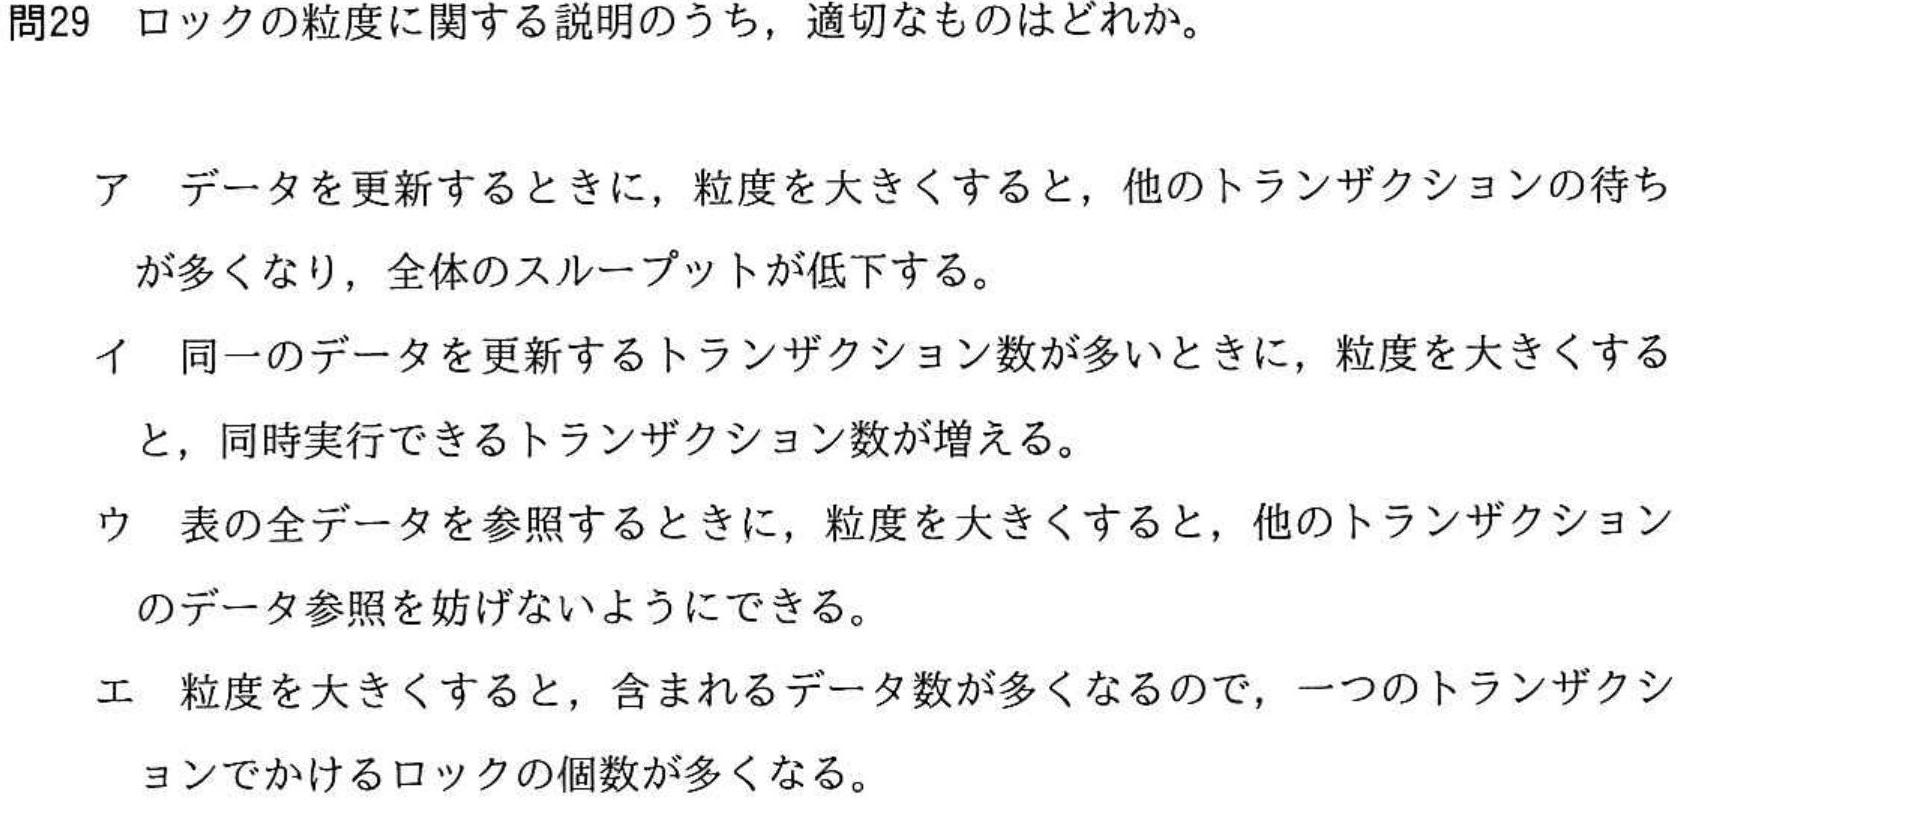 問29 ロックの粒度に関する説明のうち，適切なものはどれか。
ア データを更新するときに，粒度を大きくすると，他のトランザクションの待ち
が多くなり，全体のスループットが低下する。
イ 同一のデータを更新するトランザクション数が多いときに，粒度を大きくする
と，同時実行できるトランザクション数が増える。
ウ 表の全データを参照するときに，粒度を大きくすると，他のトランザクション
のデータ参照を妨げないようにできる。
エ 粒度を大きくすると，含まれるデータ数が多くなるので，一つのトランザクシ
ョンでかけるロックの個数が多くなる。